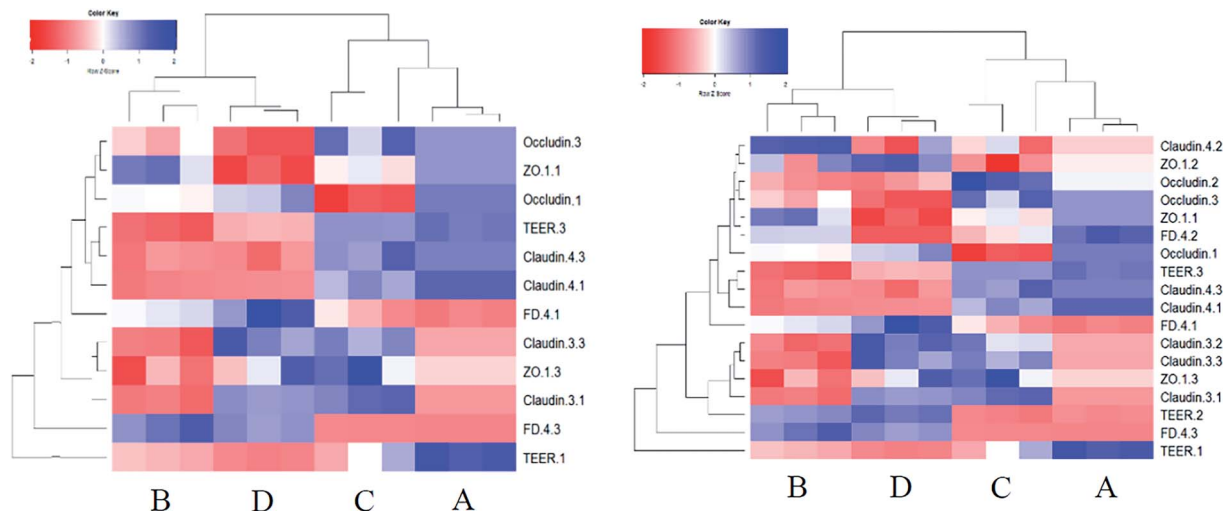 Color Key
-2 -1 0 1 2
Row Z-Score
Occludin.3
ZO.1.1
Occludin.1
TEER.3
Claudin.4.3
Claudin.4.1
FD.4.1
Claudin.3.3
ZO.1.3
Claudin.3.1
FD.4.3
TEER.1
B D C A
Color Key
-2 -1 0 1 2
Row Z-Score
Claudin.4.2
ZO.1.2
Occludin.2
Occludin.3
ZO.1.1
FD.4.2
Occludin.1
TEER.3
Claudin.4.3
Claudin.4.1
FD.4.1
Claudin.3.2
Claudin.3.3
ZO.1.3
Claudin.3.1
TEER.2
FD.4.3
TEER.1
B D C A